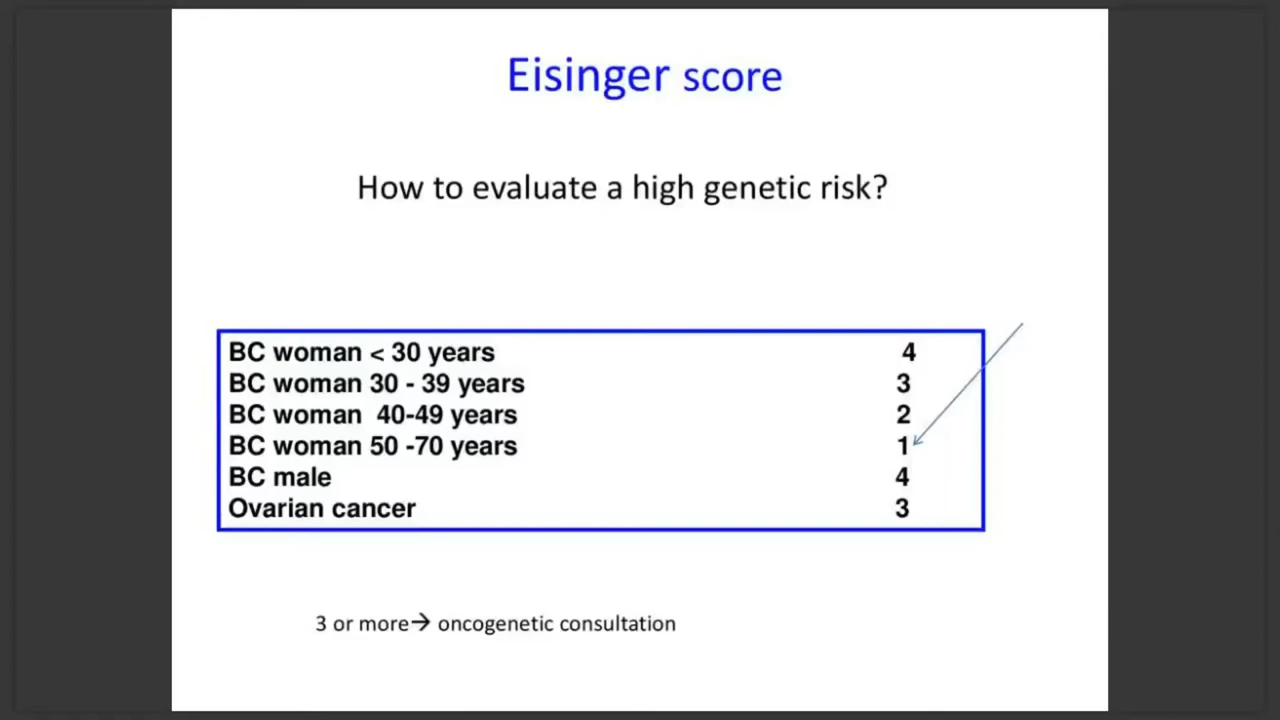 Eisinger score
How to evaluate a high genetic risk?
BC woman < 30 years 4
BC woman 30 - 39 years 3
BC woman 40-49 years 2
BC woman 50 -70 years 1
BC male 4
Ovarian cancer 3
3 or more→ oncogenetic consultation